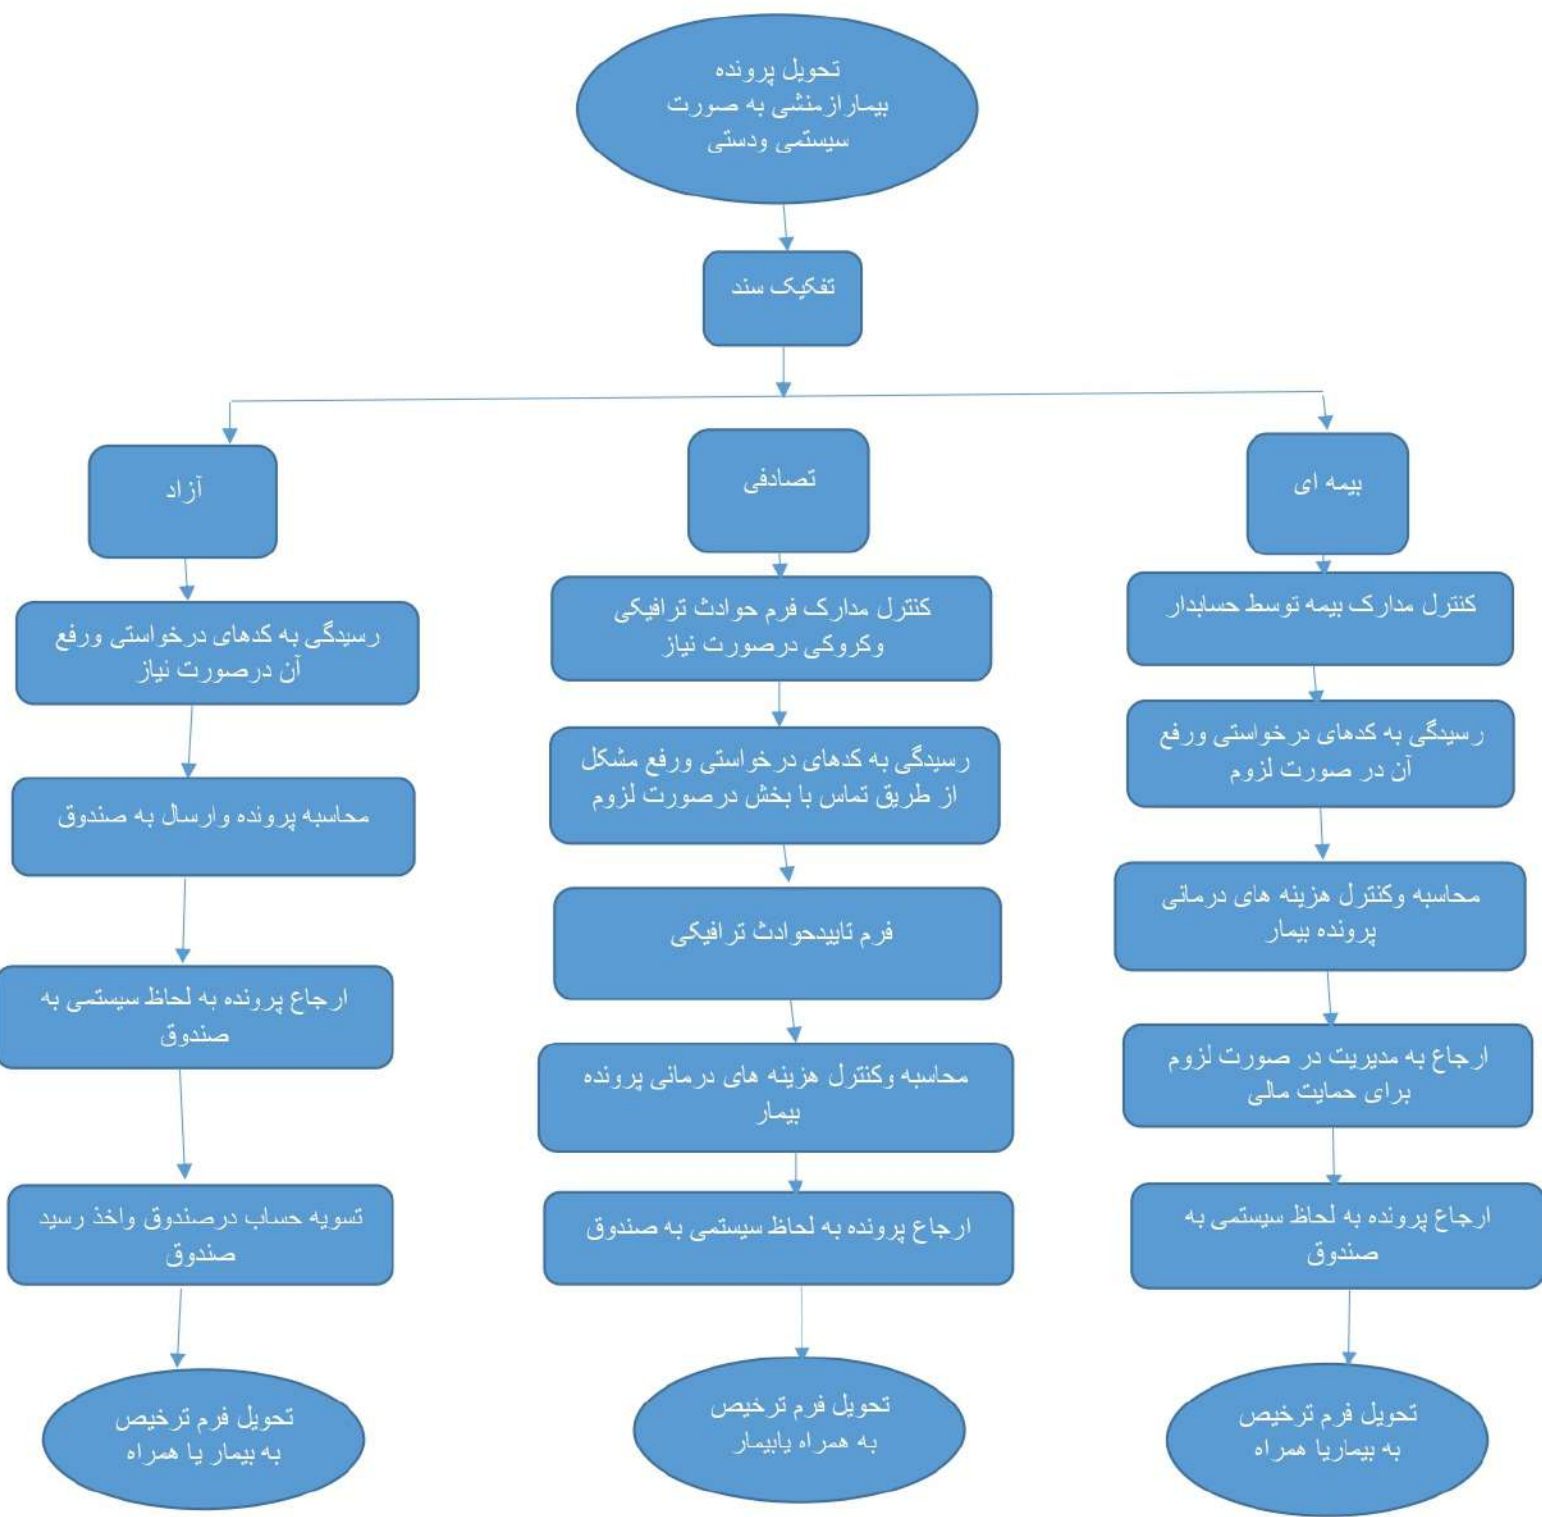 تحویل پرونده
بیمارازمنشی به صورت
سیستمی ودستی
تفکیک سند
بیمه ای
کنترل مدارک بیمه توسط حسابدار
رسیدگی به کدهای درخواستی ورفع
آن در صورت لزوم
محاسبه وکنترل هزینه های درمانی
پرونده بیمار
ارجاع به مدیریت در صورت لزوم
برای حمایت مالی
ارجاع پرونده به لحاظ سیستمی به
صندوق
تحویل فرم ترخیص
به بیماریا همراه
تصادفی
کنترل مدارک فرم حوادث ترافیکی
وکروکی درصورت نیاز
رسیدگی به کدهای درخواستی ورفع مشکل
از طریق تماس با بخش درصورت لزوم
فرم تاییدحوادث ترافیکی
محاسبه وکنترل هزینه های درمانی پرونده
بیمار
ارجاع پرونده به لحاظ سیستمی به صندوق
تحویل فرم ترخیص
به همراه یابیمار
آزاد
رسیدگی به کدهای درخواستی ورفع
آن درصورت نیاز
محاسبه پرونده وارسال به صندوق
ارجاع پرونده به لحاظ سیستمی به
صندوق
تسویه حساب درصندوق واخذ رسید
صندوق
تحویل فرم ترخیص
به بیمار یا همراه